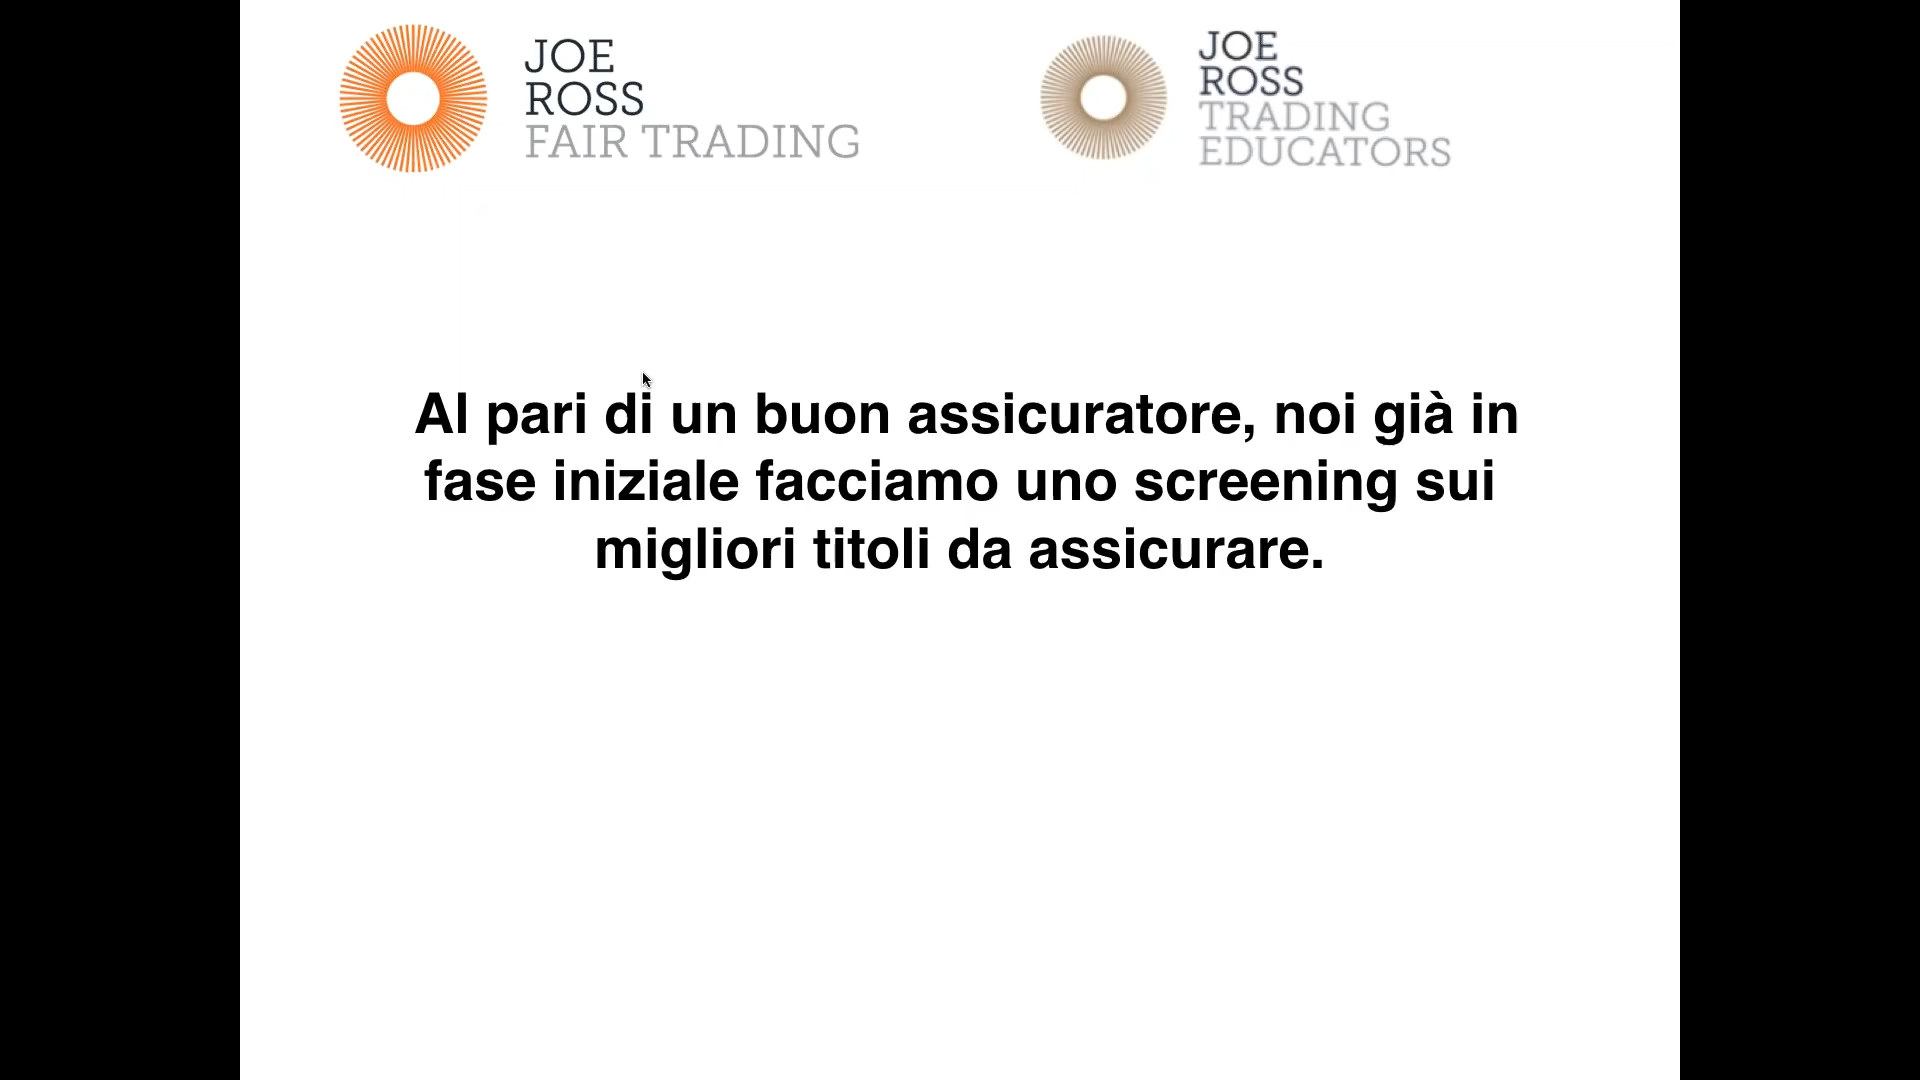 JOE
ROSS
FAIR TRADING
JOE
ROSS
TRADING
EDUCATORS
Al pari di un buon assicuratore, noi già in
fase iniziale facciamo uno screening sui
migliori titoli da assicurare.